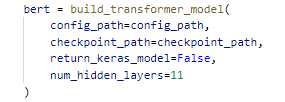 bert = build_transformer_model(
    config_path=config_path,
    checkpoint_path=checkpoint_path,
    return_keras_model=False,
    num_hidden_layers=11
)